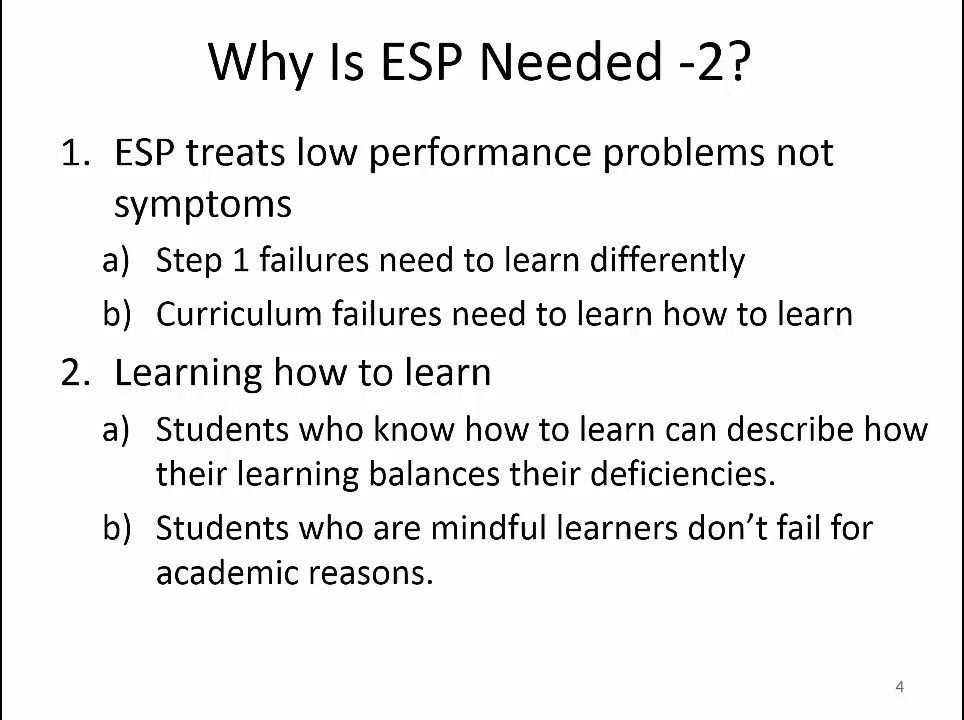 Why Is ESP Needed -2?
1. ESP treats low performance problems not
symptoms
a) Step 1 failures need to learn differently
b) Curriculum failures need to learn how to learn
2. Learning how to learn
a) Students who know how to learn can describe how
their learning balances their deficiencies.
b) Students who are mindful learners don’t fail for
academic reasons.
4